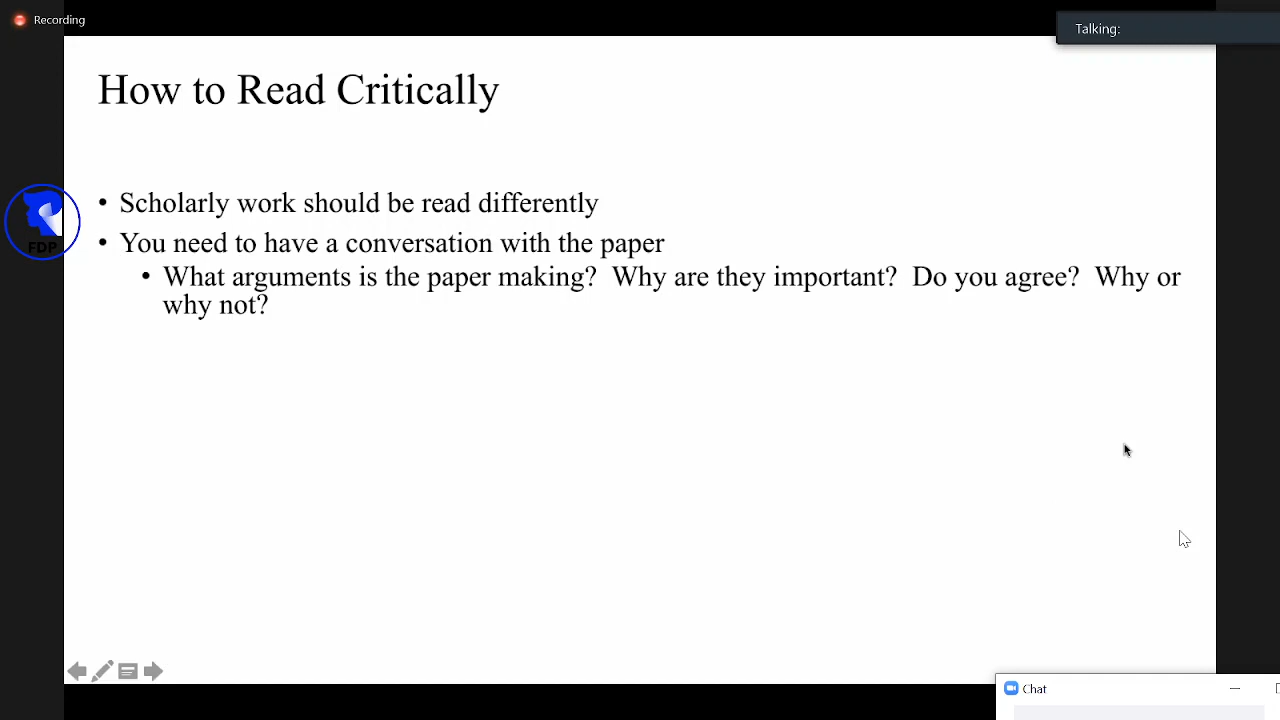 Recording
Talking:
How to Read Critically
• Scholarly work should be read differently
• You need to have a conversation with the paper
• What arguments is the paper making?  Why are they important?  Do you agree?  Why or
why not?
FDP
Chat